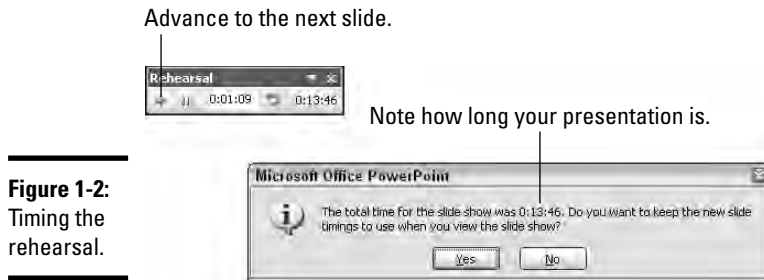 Advance to the next slide.
Rehearsal
0:01:09 0:13:46
Note how long your presentation is.
Figure 1-2:
Timing the
rehearsal.
Microsoft Office PowerPoint
The total time for the slide show was 0:13:46. Do you want to keep the new slide
timings to use when you view the slide show?
Yes No